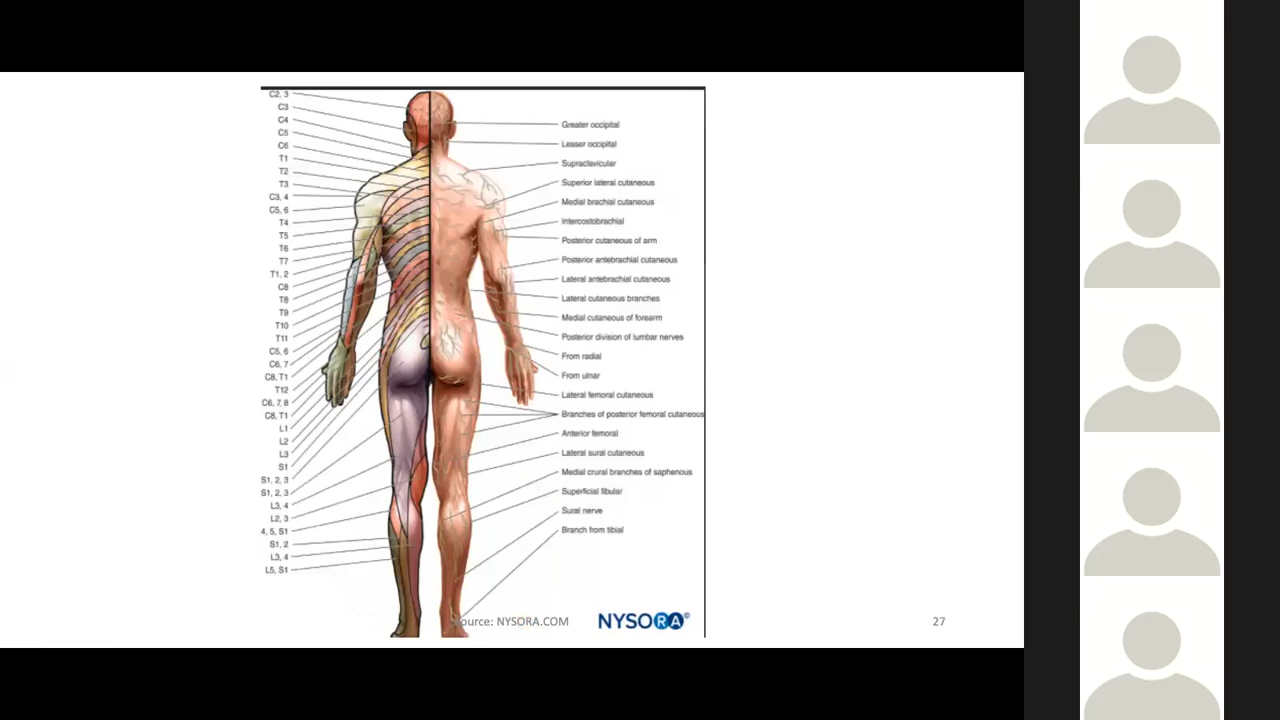 C2, 3
C3
C4
C5
C6
T1
T2
T3
C3, 4
C5, 6
T4
T5
T6
T7
T1, 2
C8
T8
T9
T10
T11
C5, 6
C6, 7
C8, T1
T12
C6, 7, 8
C8, T1
L1
L2
L3
S1
S1, 2, 3
S1, 2, 3
L3, 4
L2, 3
4, 5, S1
S1, 2
L3, 4
L5, S1
Greater occipital
Lesser occipital
Supraclavicular
Superior lateral cutaneous
Medial brachial cutaneous
Intercostobrachial
Posterior cutaneous of arm
Posterior antebrachial cutaneous
Lateral antebrachial cutaneous
Lateral cutaneous branches
Medial cutaneous of forearm
Posterior division of lumbar nerves
From radial
From ulnar
Lateral femoral cutaneous
Branches of posterior femoral cutaneous
Anterior femoral
Lateral sural cutaneous
Medial crural branches of saphenous
Superficial fibular
Sural nerve
Branch from tibial
Source: NYSORA.COM
NYSORA©
27